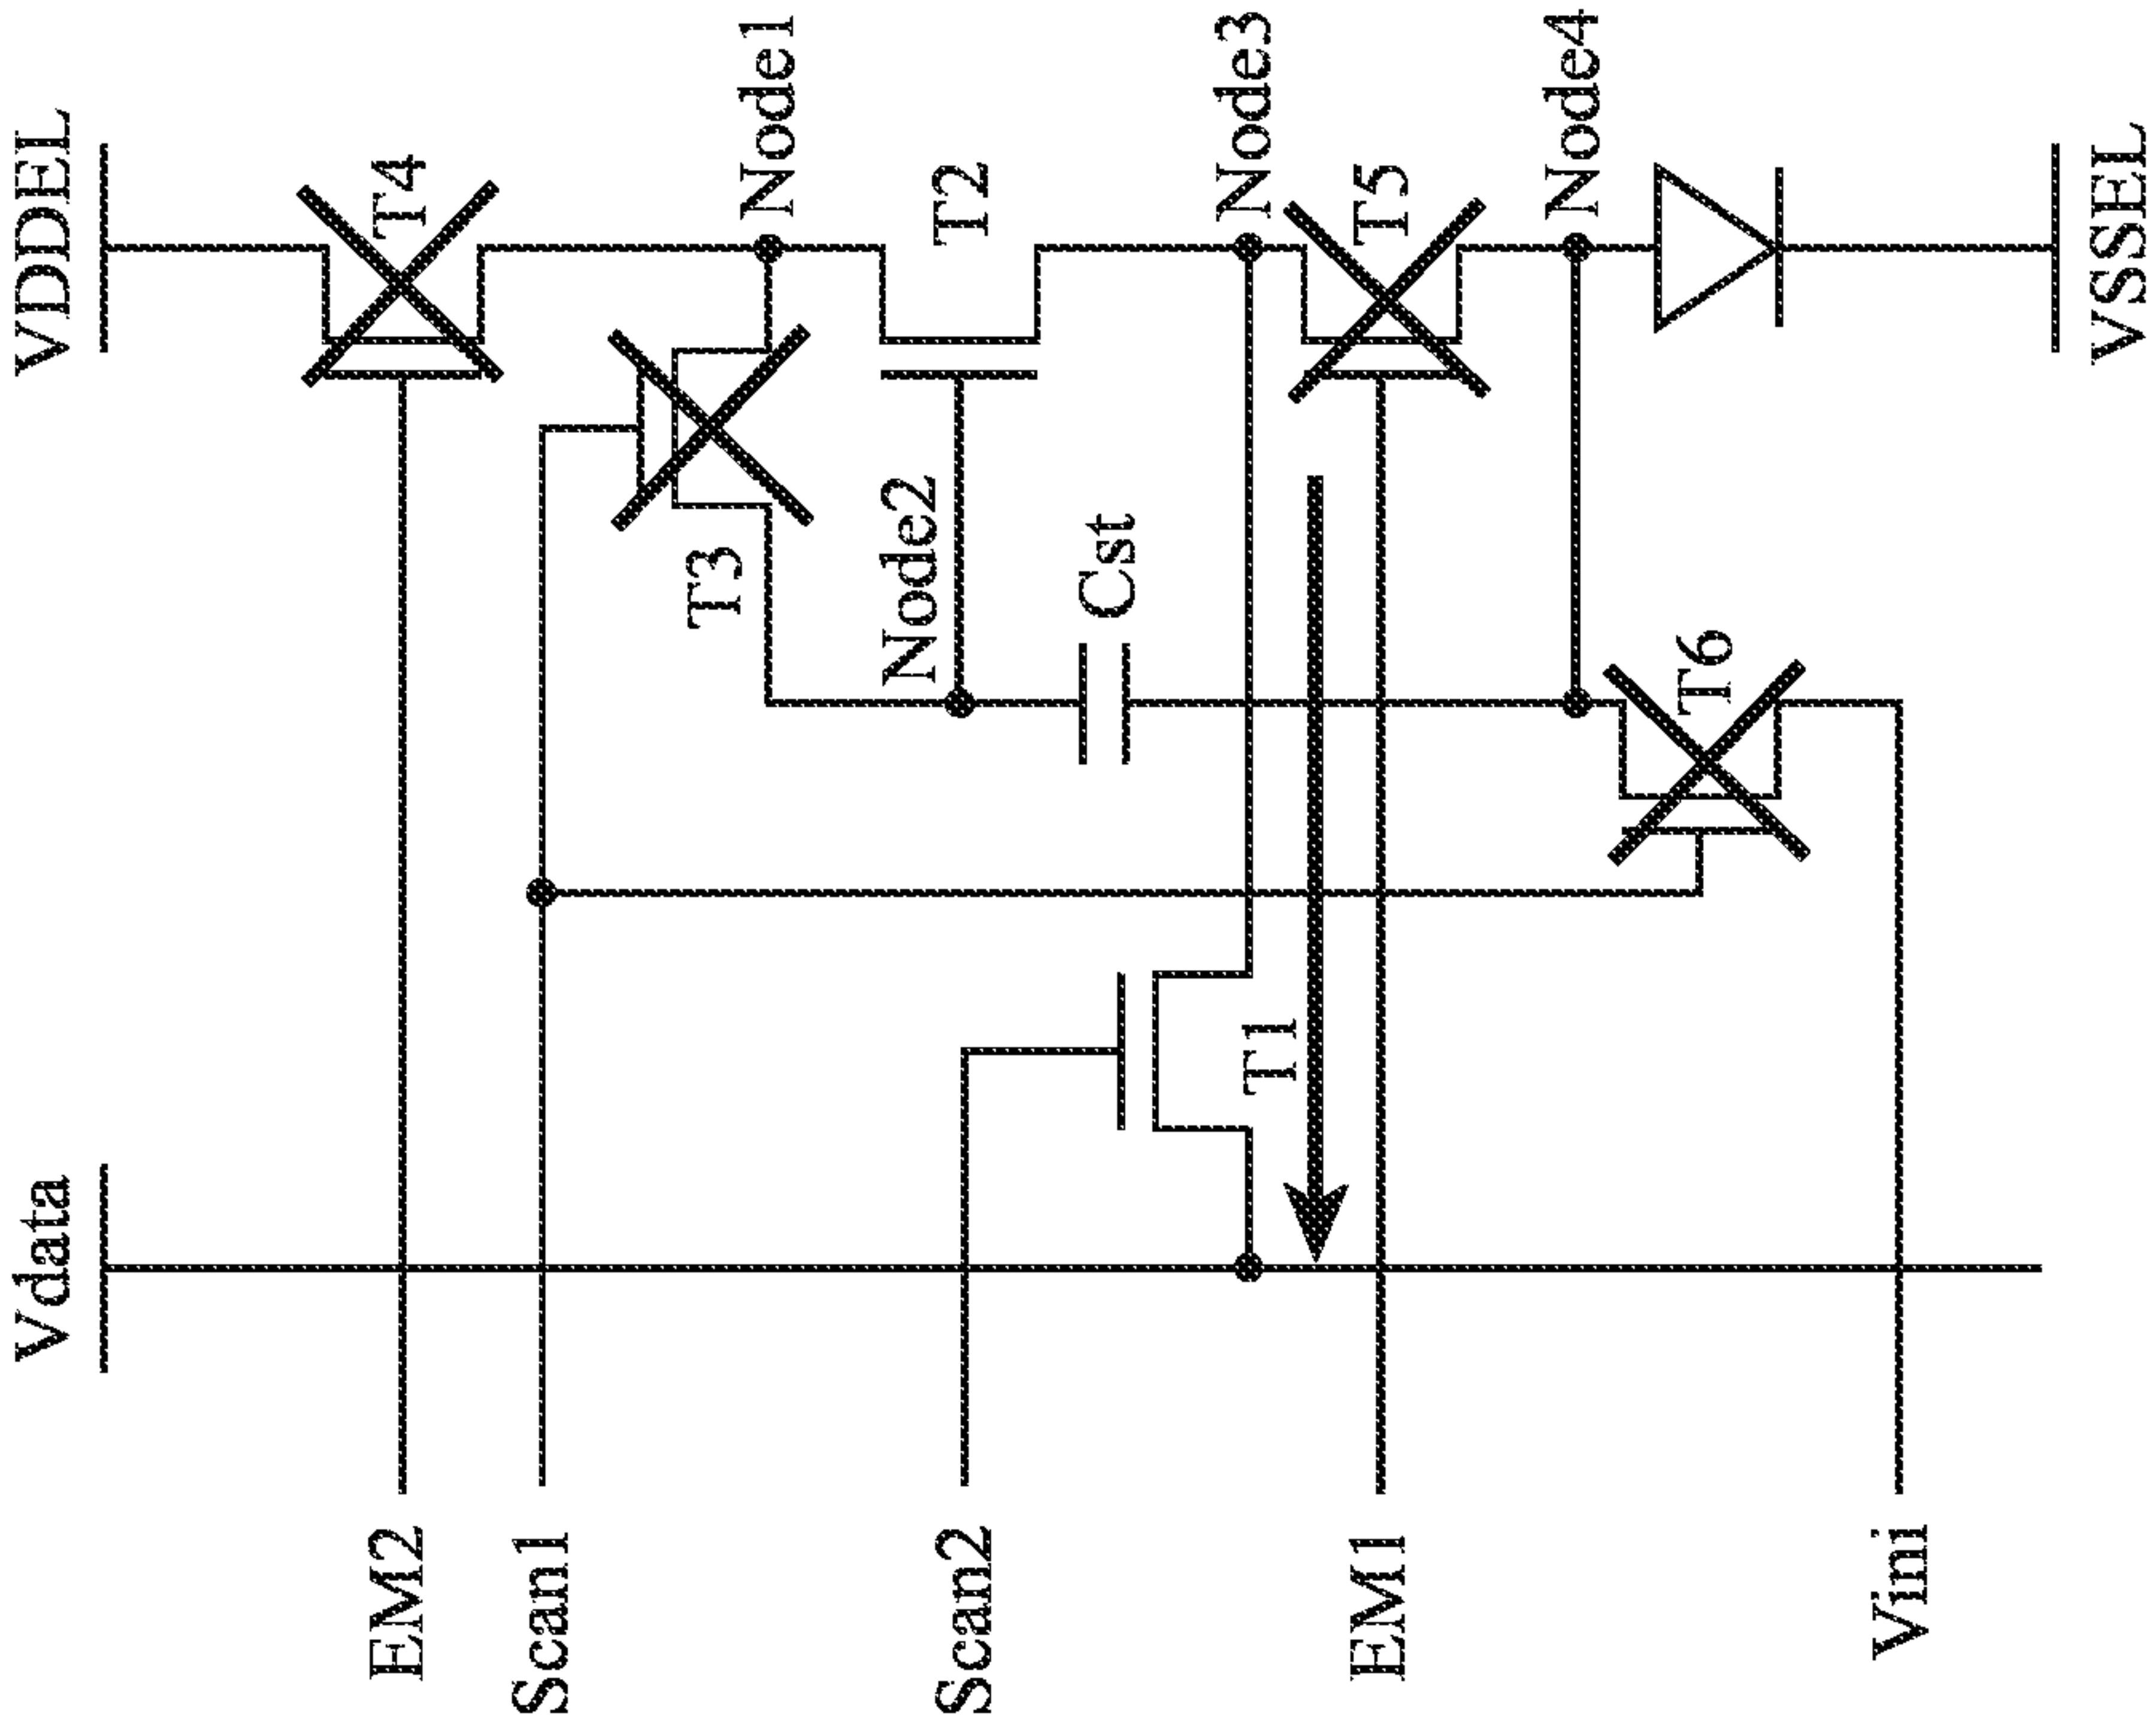 Vdata
VDDEL
EM2
T4
Scan1
T3
Node1
Node2
Scan2
T2
Cst
Node3
T1
EM1
T5
Node4
T6
Vini
VSSEL